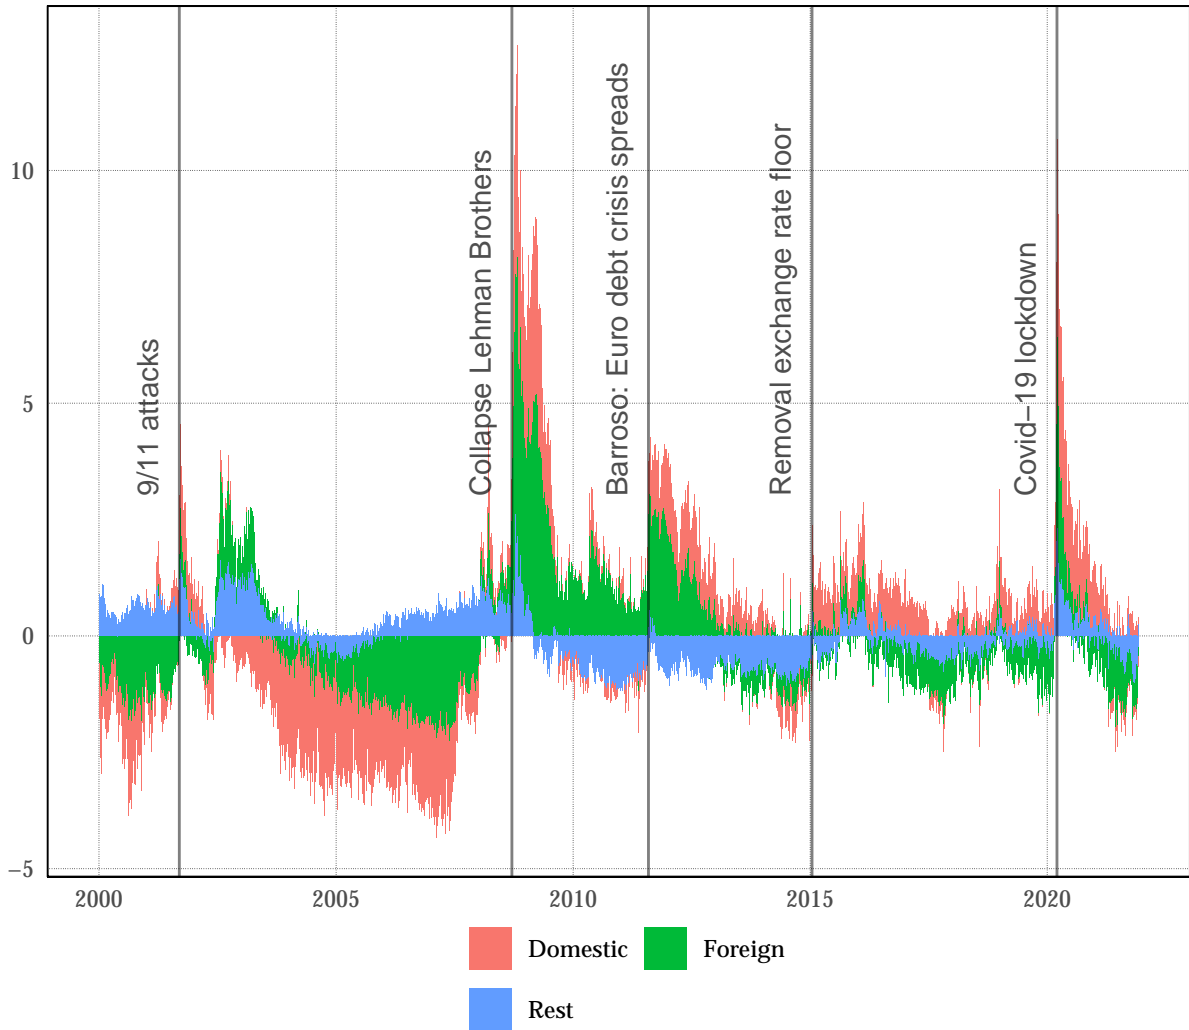 10
5
0
−5
9/11 attacks
Collapse Lehman Brothers
Barroso: Euro debt crisis spreads
Removal exchange rate floor
Covid−19 lockdown
2000
2005
2010
2015
2020
Domestic
Foreign
Rest